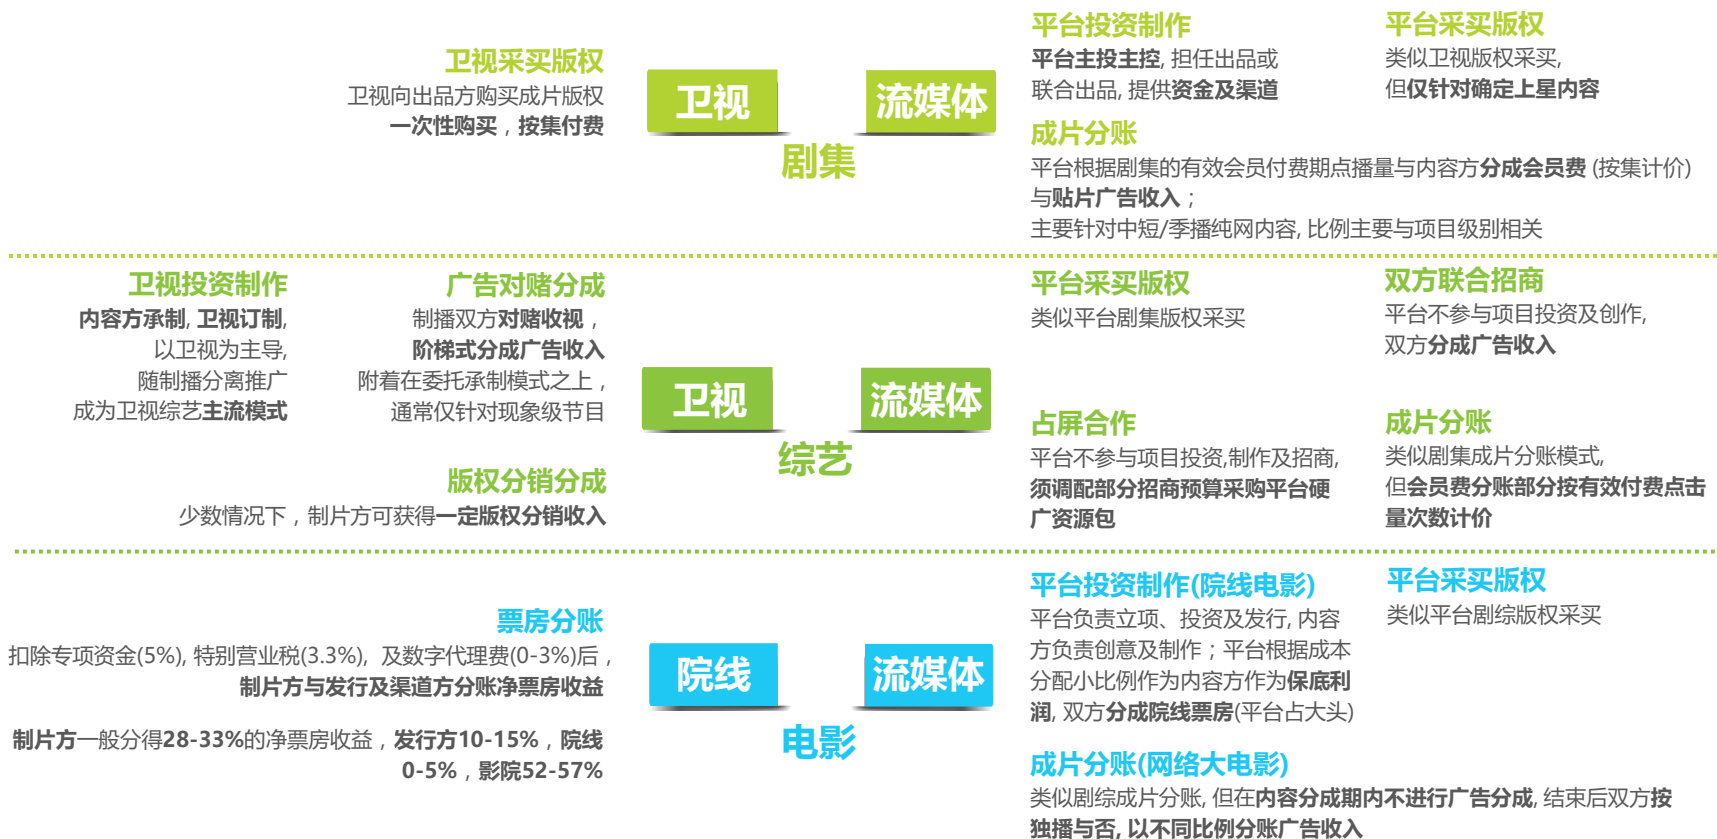 卫视采买版权
卫视向出品方购买成片版权
一次性购买，按集付费
卫视
流媒体
剧集
平台投资制作
平台主投主控, 担任出品或
联合出品, 提供资金及渠道
平台采买版权
类似卫视版权采买,
但仅针对确定上星内容
成片分账
平台根据剧集的有效会员付费期点播量与内容方分成会员费 (按集计价)
与贴片广告收入；
主要针对中短/季播纯网内容, 比例主要与项目级别相关
卫视投资制作
内容方承制, 卫视订制,
以卫视为主导,
随制播分离推广
成为卫视综艺主流模式
广告对赌分成
制播双方对赌收视，
阶梯式分成广告收入
附着在委托承制模式之上，
通常仅针对现象级节目
版权分销分成
少数情况下，制片方可获得一定版权分销收入
卫视
流媒体
综艺
平台采买版权
类似平台剧集版权采买
双方联合招商
平台不参与项目投资及创作,
双方分成广告收入
占屏合作
平台不参与项目投资,制作及招商,
须调配部分招商预算采购平台硬
广资源包
成片分账
类似剧集成片分账模式,
但会员费分账部分按有效付费点击
量次数计价
票房分账
扣除专项资金(5%), 特别营业税(3.3%), 及数字代理费(0-3%)后，
制片方与发行及渠道方分账净票房收益
制片方一般分得28-33%的净票房收益，发行方10-15%，院线
0-5%，影院52-57%
院线
流媒体
电影
平台投资制作(院线电影)
平台负责立项、投资及发行, 内容
方负责创意及制作；平台根据成本
分配小比例作为内容方作为保底利
润, 双方分成院线票房(平台占大头)
平台采买版权
类似平台剧综版权采买
成片分账(网络大电影)
类似剧综成片分账, 但在内容分成期内不进行广告分成, 结束后双方按
独播与否, 以不同比例分账广告收入